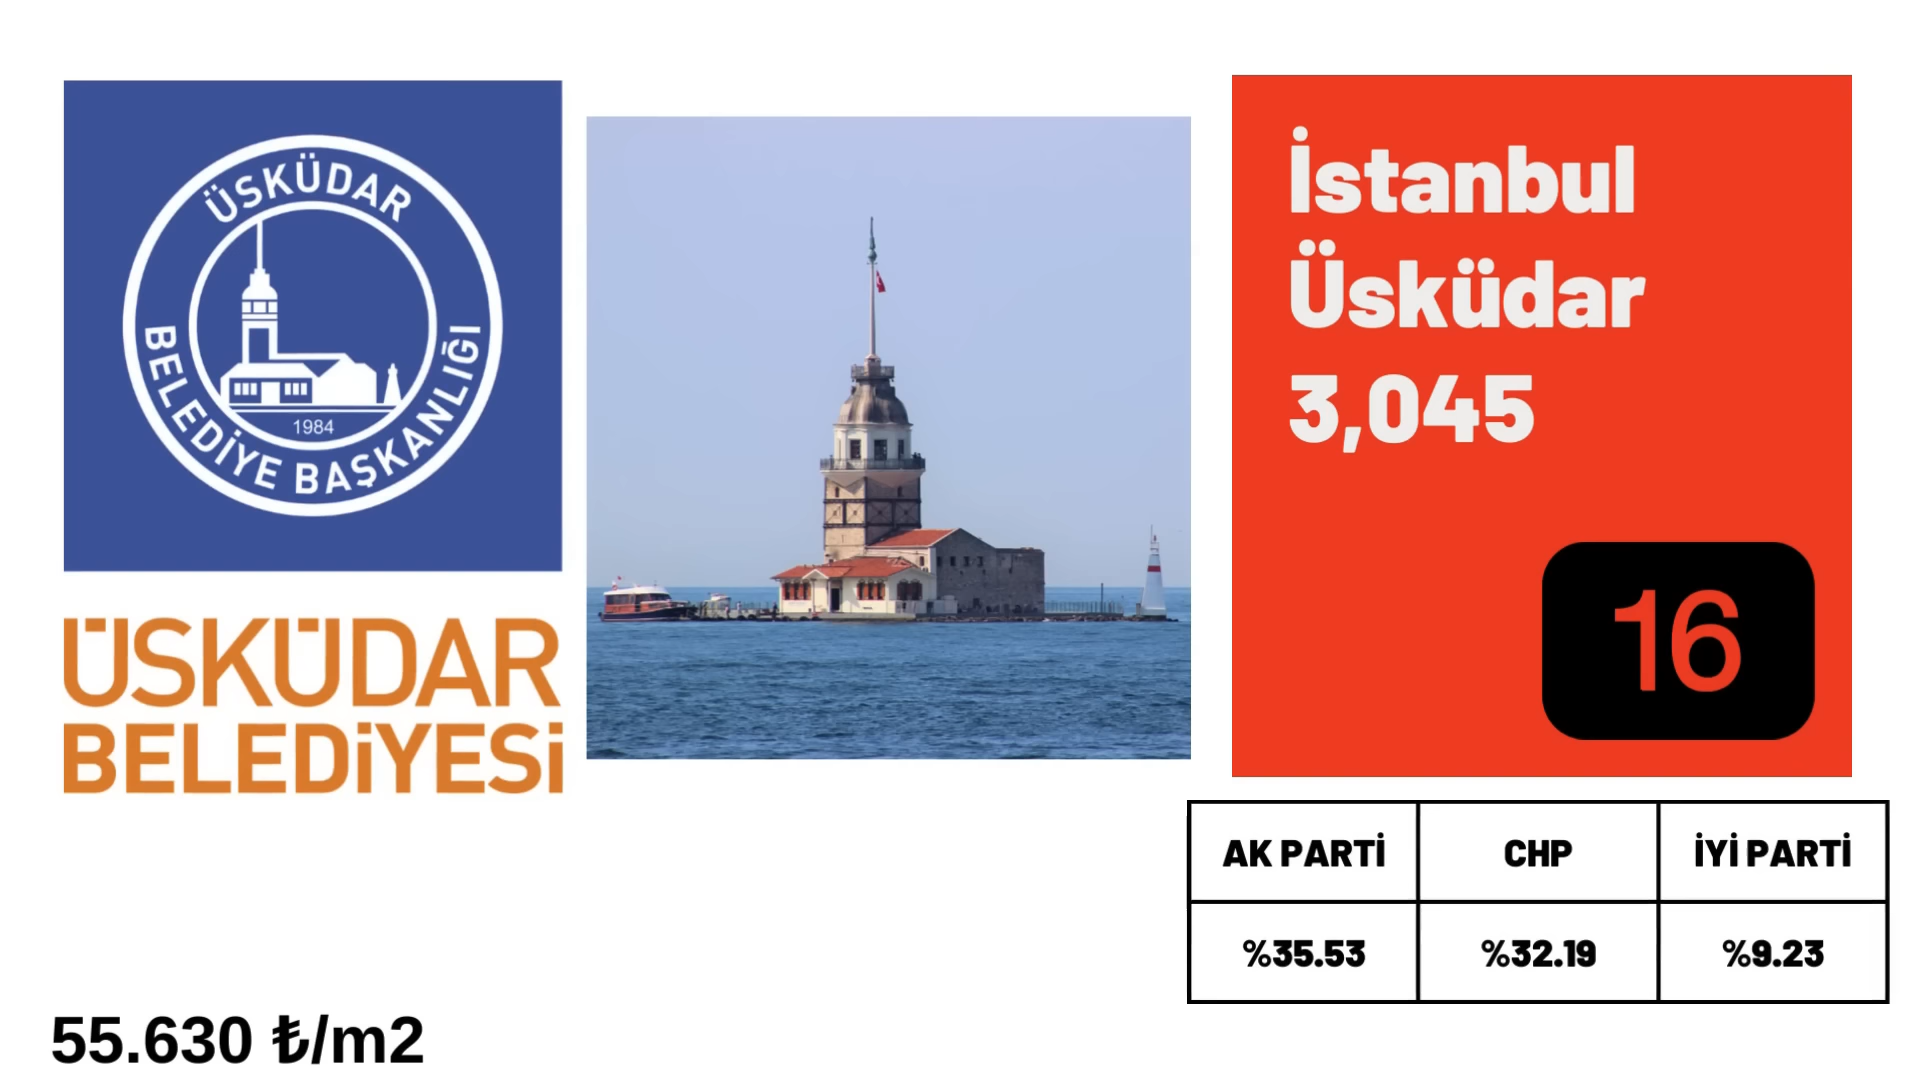 ÜSKÜDAR
BELEDİYE BAŞKANLIĞI
1984
ÜSKÜDAR
BELEDİYESİ
İstanbul
Üsküdar
3,045
16
AK PARTİ CHP İYİ PARTİ
%35.53 %32.19 %9.23
55.630 ₺/m2